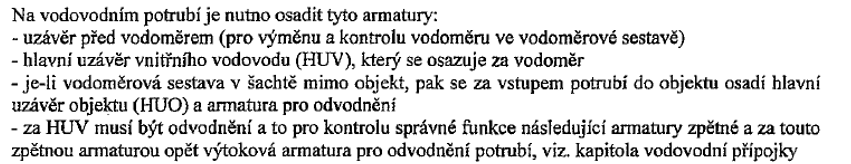 Na vodovodním potrubí je nutno osadit tyto armatury:
- uzávěr před vodoměrem (pro výměnu a kontrolu vodoměru ve vodoměrové sestavě)
- hlavní uzávěr vnitřního vodovodu (HUV), který se osazuje za vodoměr
- je-li vodoměrová sestava v šachtě mimo objekt, pak se za vstupem potrubí do objektu osadí hlavní
uzávěr objektu (HUO) a armatura pro odvodnění
- za HUV musí být odvodnění a to pro kontrolu správné funkce následující armatury zpětné a za touto
zpětnou armaturou opět výtoková armatura pro odvodnění potrubí, viz. kapitola vodovodní přípojky